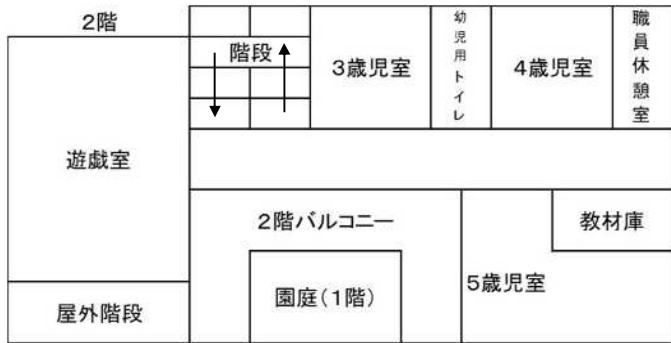 2階
階段
3歳児室
幼児用トイレ
4歳児室
職員休憩室
遊戯室
2階バルコニー
教材庫
園庭(1階)
5歳児室
屋外階段